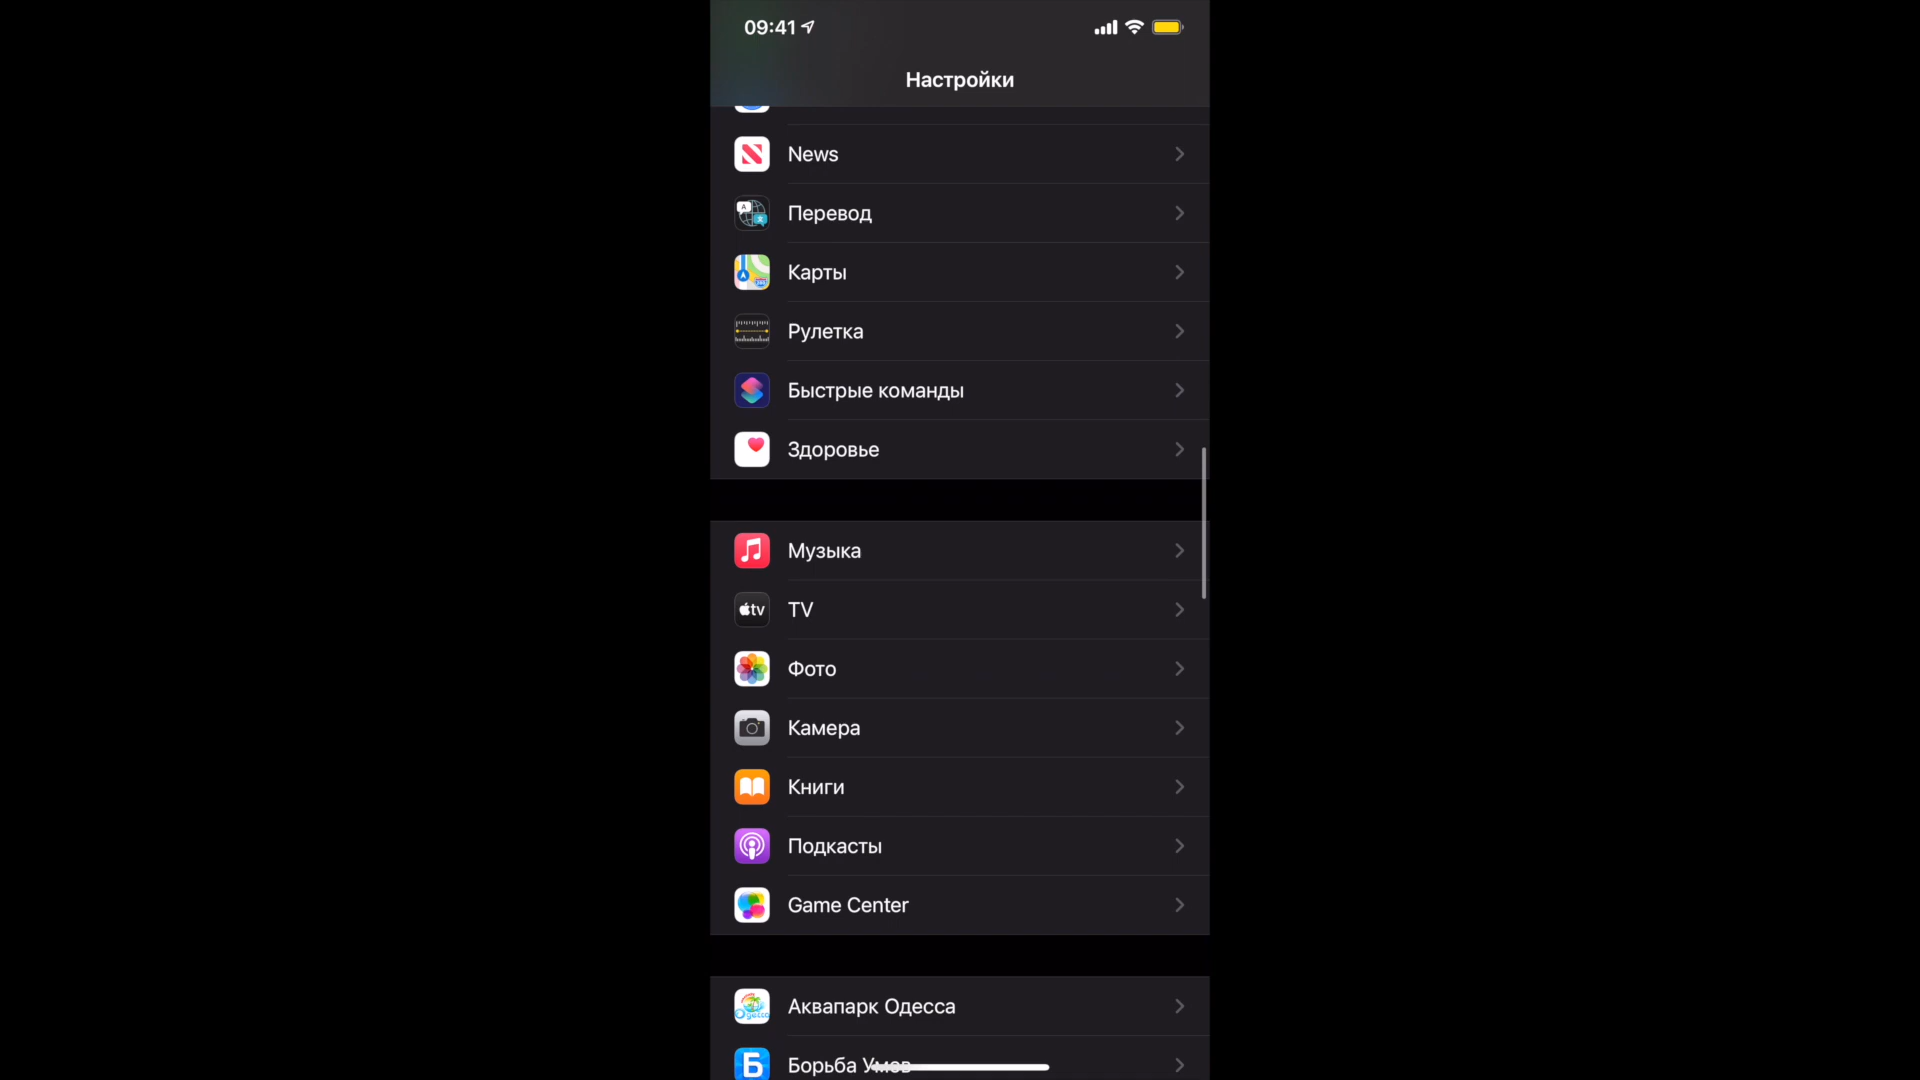 09:41
Настройки
News
Перевод
Карты
Рулетка
Быстрые команды
Здоровье
Музыка
tv TV
Фото
Камера
Книги
Подкасты
Game Center
Аквапарк Одесса
Б Борьба Умов